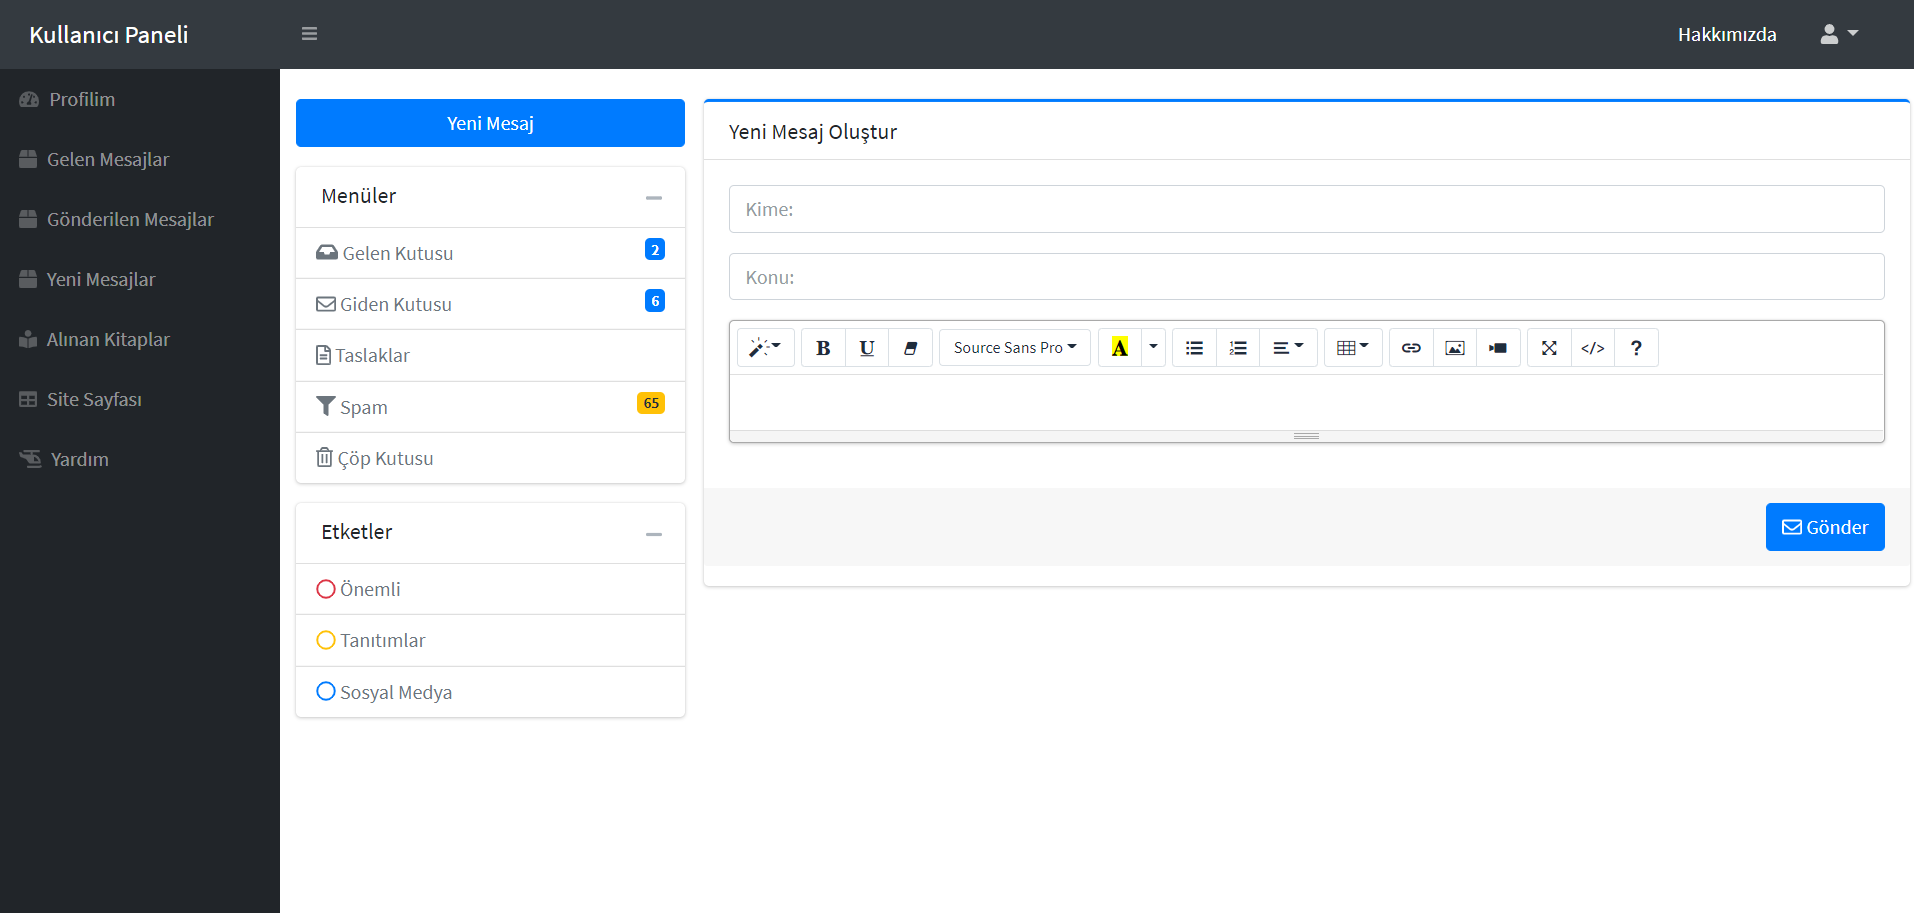 Kullanıcı Paneli
Hakkımızda
Profilim
Gelen Mesajlar
Gönderilen Mesajlar
Yeni Mesajlar
Alınan Kitaplar
Site Sayfası
Yardım
Yeni Mesaj
Menüler
Gelen Kutusu 2
Giden Kutusu 6
Taslaklar
Spam 65
Çöp Kutusu
Etketler
Önemli
Tanıtımlar
Sosyal Medya
Yeni Mesaj Oluştur
Kime:
Konu:
B U Source Sans Pro A </> ?
Gönder